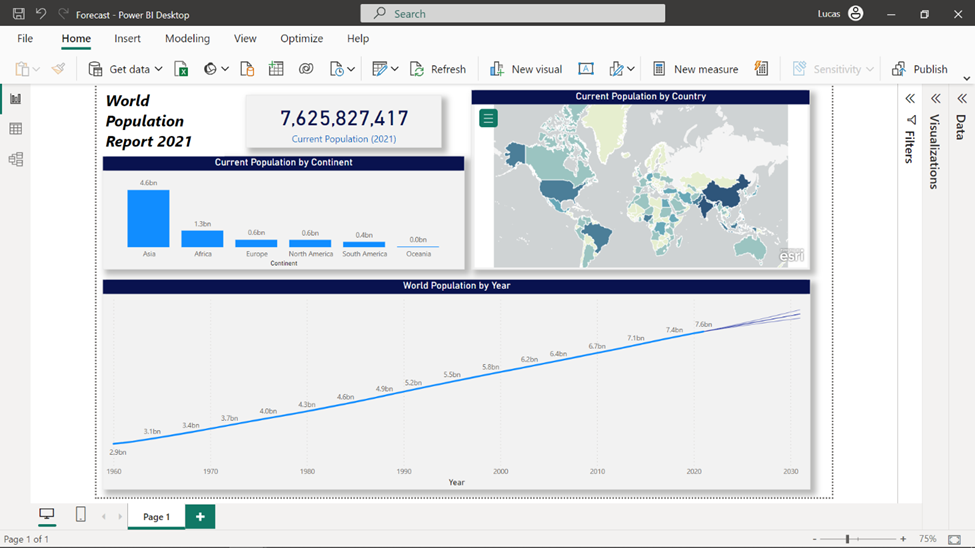 Forecast - Power BI Desktop
Search
Lucas
File Home Insert Modeling View Optimize Help
Get data Refresh New visual New measure Sensitivity Publish
World
Population
Report 2021
7,625,827,417
Current Population (2021)
Current Population by Country
esri
Current Population by Continent
4.6bn 1.3bn 0.6bn 0.6bn 0.4bn 0.0bn
Asia Africa Europe North America South America Oceania
Continent
World Population by Year
2.9bn 3.1bn 3.4bn 3.7bn 4.0bn 4.3bn 4.6bn 4.9bn 5.2bn 5.5bn 5.8bn 6.2bn 6.4bn 6.7bn 7.1bn 7.4bn 7.6bn
1960 1970 1980 1990 2000 2010 2020 2030
Year
Filters
Visualizations
Data
Page 1
Page 1 of 1
75%